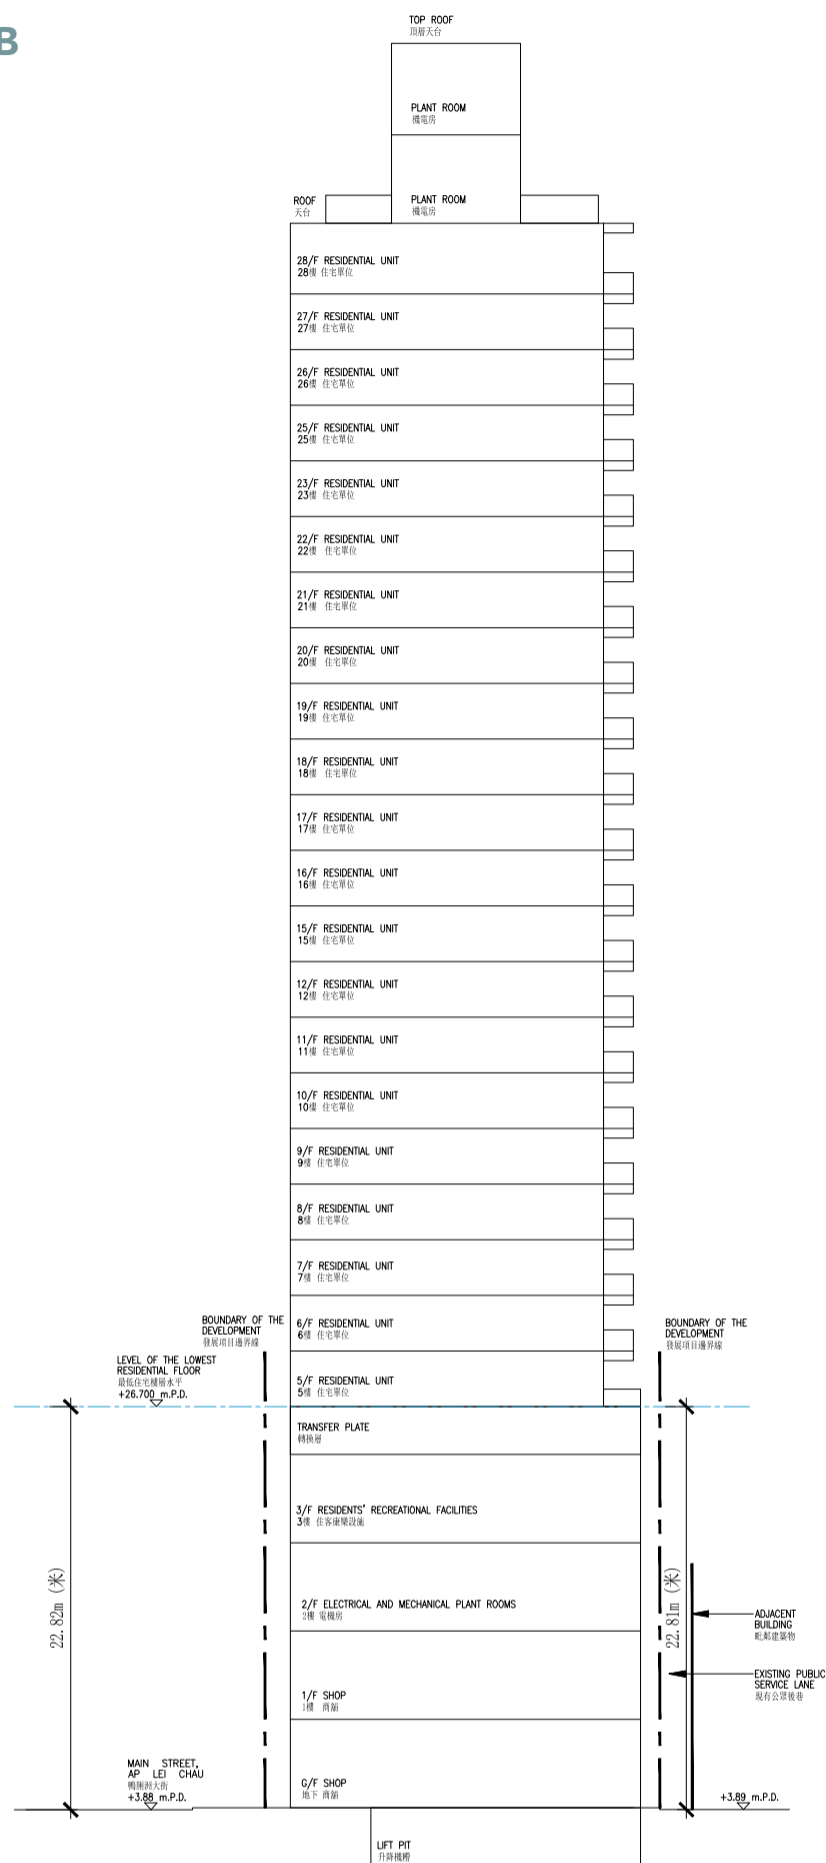 B
TOP ROOF
頂層天台
PLANT ROOM
機電房
ROOF
天台
PLANT ROOM
機電房
28/F RESIDENTIAL UNIT
28樓 住宅單位
27/F RESIDENTIAL UNIT
27樓 住宅單位
26/F RESIDENTIAL UNIT
26樓 住宅單位
25/F RESIDENTIAL UNIT
25樓 住宅單位
23/F RESIDENTIAL UNIT
23樓 住宅單位
22/F RESIDENTIAL UNIT
22樓 住宅單位
21/F RESIDENTIAL UNIT
21樓 住宅單位
20/F RESIDENTIAL UNIT
20樓 住宅單位
19/F RESIDENTIAL UNIT
19樓 住宅單位
18/F RESIDENTIAL UNIT
18樓 住宅單位
17/F RESIDENTIAL UNIT
17樓 住宅單位
16/F RESIDENTIAL UNIT
16樓 住宅單位
15/F RESIDENTIAL UNIT
15樓 住宅單位
12/F RESIDENTIAL UNIT
12樓 住宅單位
11/F RESIDENTIAL UNIT
11樓 住宅單位
10/F RESIDENTIAL UNIT
10樓 住宅單位
9/F RESIDENTIAL UNIT
9樓 住宅單位
8/F RESIDENTIAL UNIT
8樓 住宅單位
7/F RESIDENTIAL UNIT
7樓 住宅單位
BOUNDARY OF THE
DEVELOPMENT
發展項目邊界線
6/F RESIDENTIAL UNIT
6樓 住宅單位
BOUNDARY OF THE
DEVELOPMENT
發展項目邊界線
LEVEL OF THE LOWEST
RESIDENTIAL FLOOR
最低住宅樓層水平
+26.700 m.P.D.
5/F RESIDENTIAL UNIT
5樓 住宅單位
TRANSFER PLATE
轉換層
3/F RESIDENTS' RECREATIONAL FACILITIES
3樓 住客康樂設施
22.82m (米)
2/F ELECTRICAL AND MECHANICAL PLANT ROOMS
2樓 電機房
22.81m (米)
ADJACENT
BUILDING
毗鄰建築物
EXISTING PUBLIC
SERVICE LANE
現有公眾後巷
1/F SHOP
1樓 商舖
MAIN STREET,
AP LEI CHAU
鴨脷洲大街
+3.88 m.P.D.
G/F SHOP
地下 商舖
+3.89 m.P.D.
LIFT PIT
升降機槽